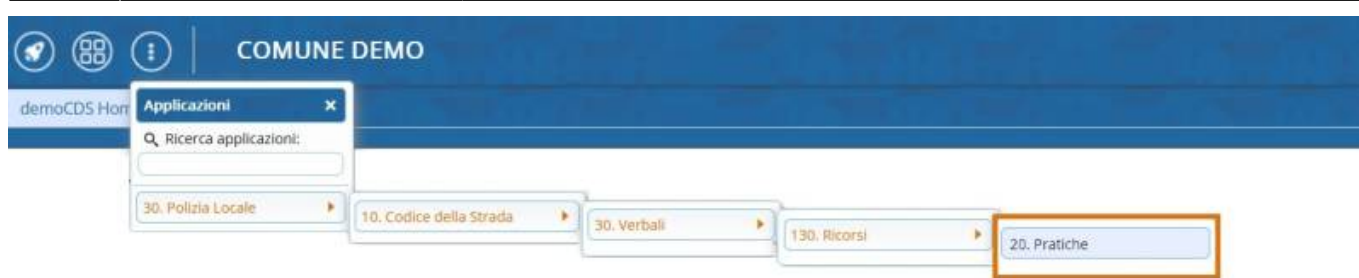 COMUNE DEMO
demoCDS Hom
Applicazioni ×
Ricerca applicazioni:
30. Polizia Locale
10. Codice della Strada
30. Verbali
130. Ricorsi
20. Pratiche